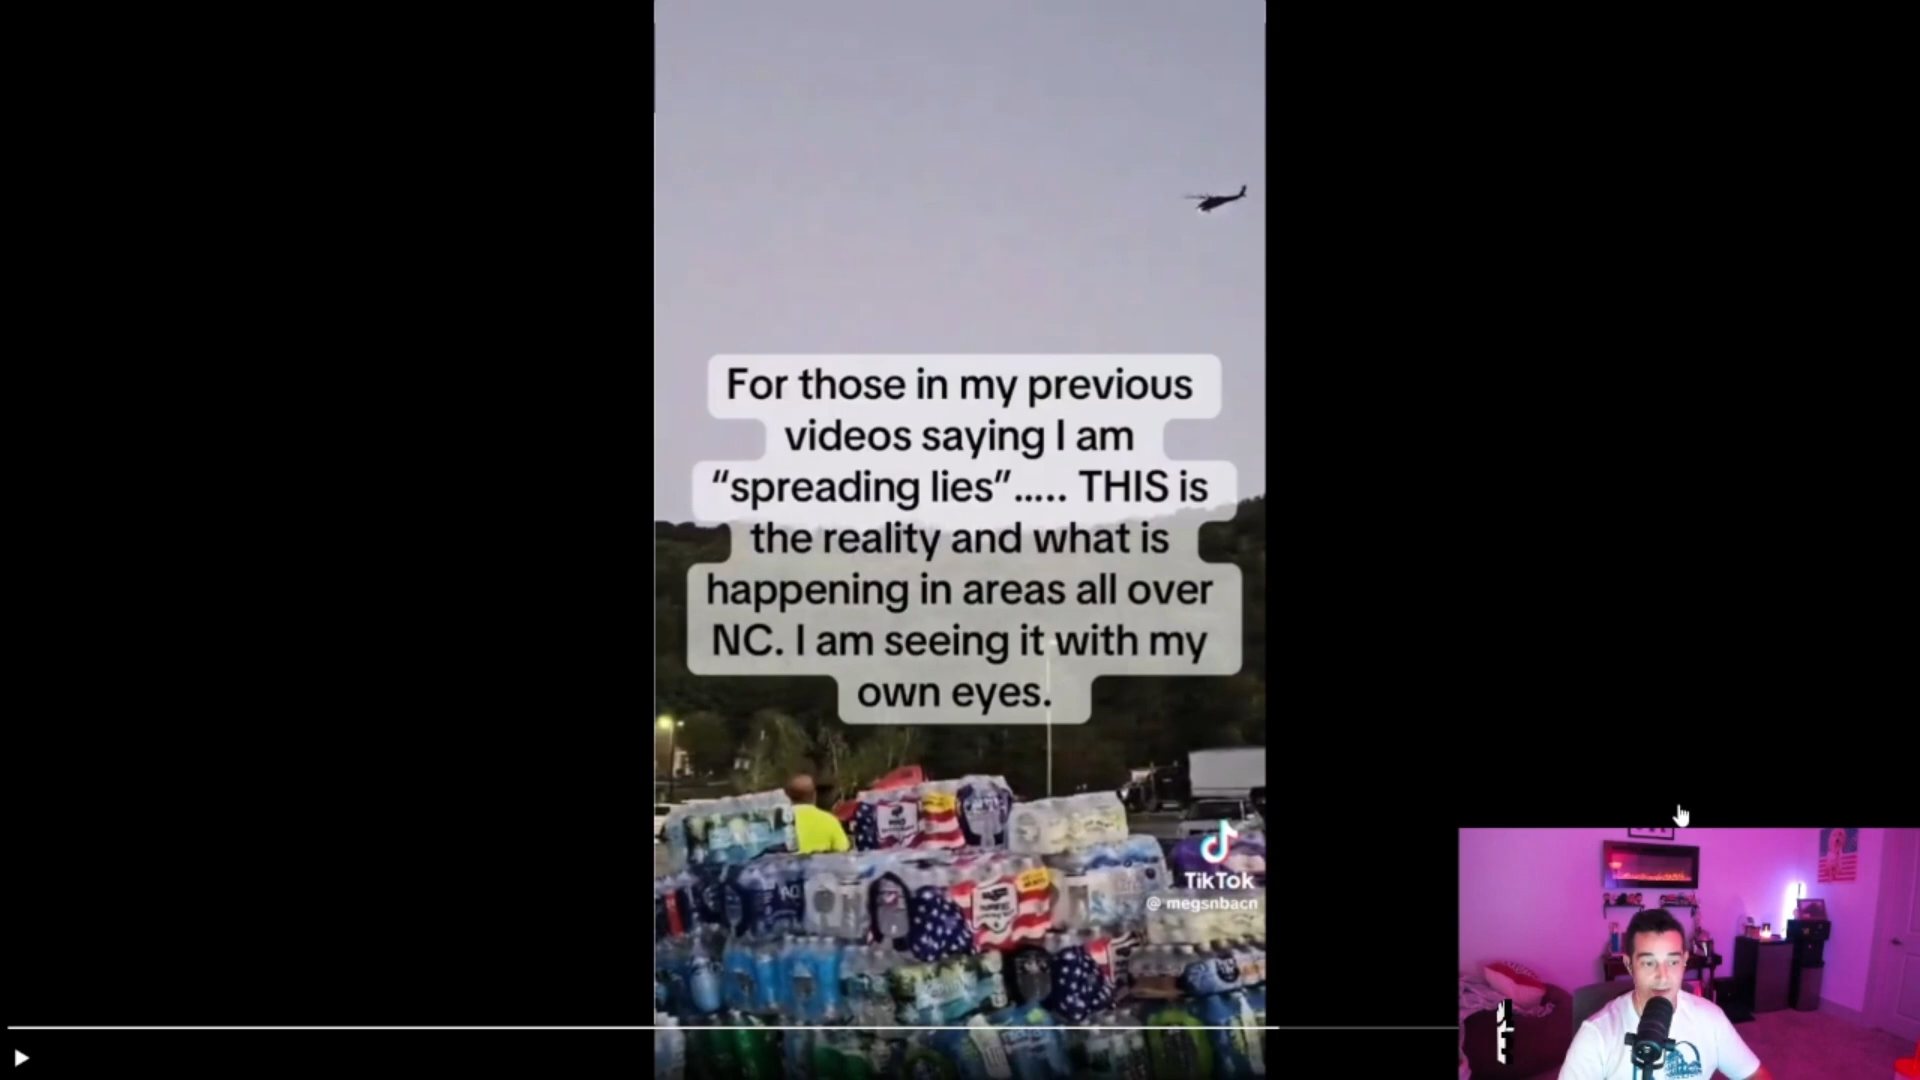 For those in my previous
videos saying I am
“spreading lies”..... THIS is
the reality and what is
happening in areas all over
NC. I am seeing it with my
own eyes.
TikTok
@ megsnbacn